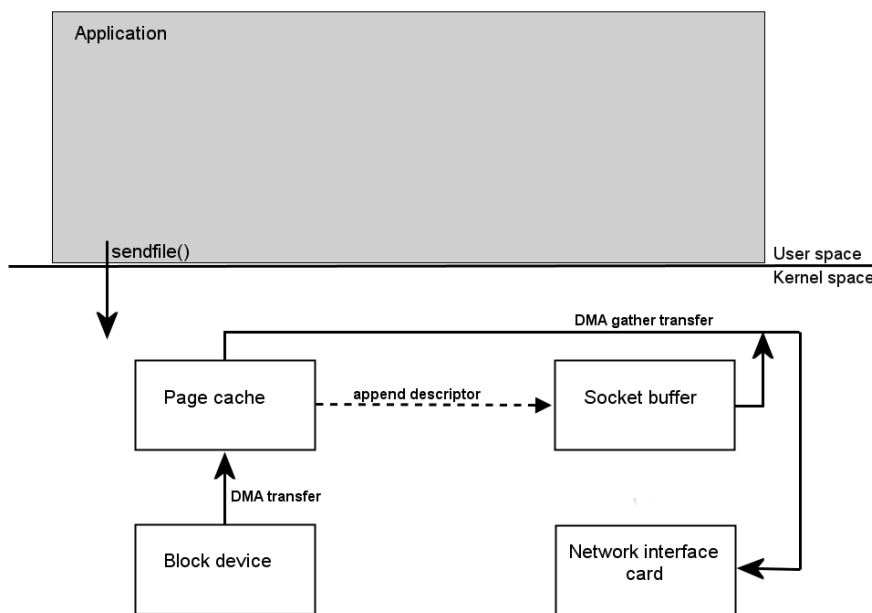 Application
sendfile()
User space
Kernel space
DMA gather transfer
Page cache
append descriptor
Socket buffer
DMA transfer
Block device
Network interface
card